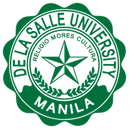 DE LA SALLE UNIVERSITY
RELIGIO MORES CULTURA
MANILA